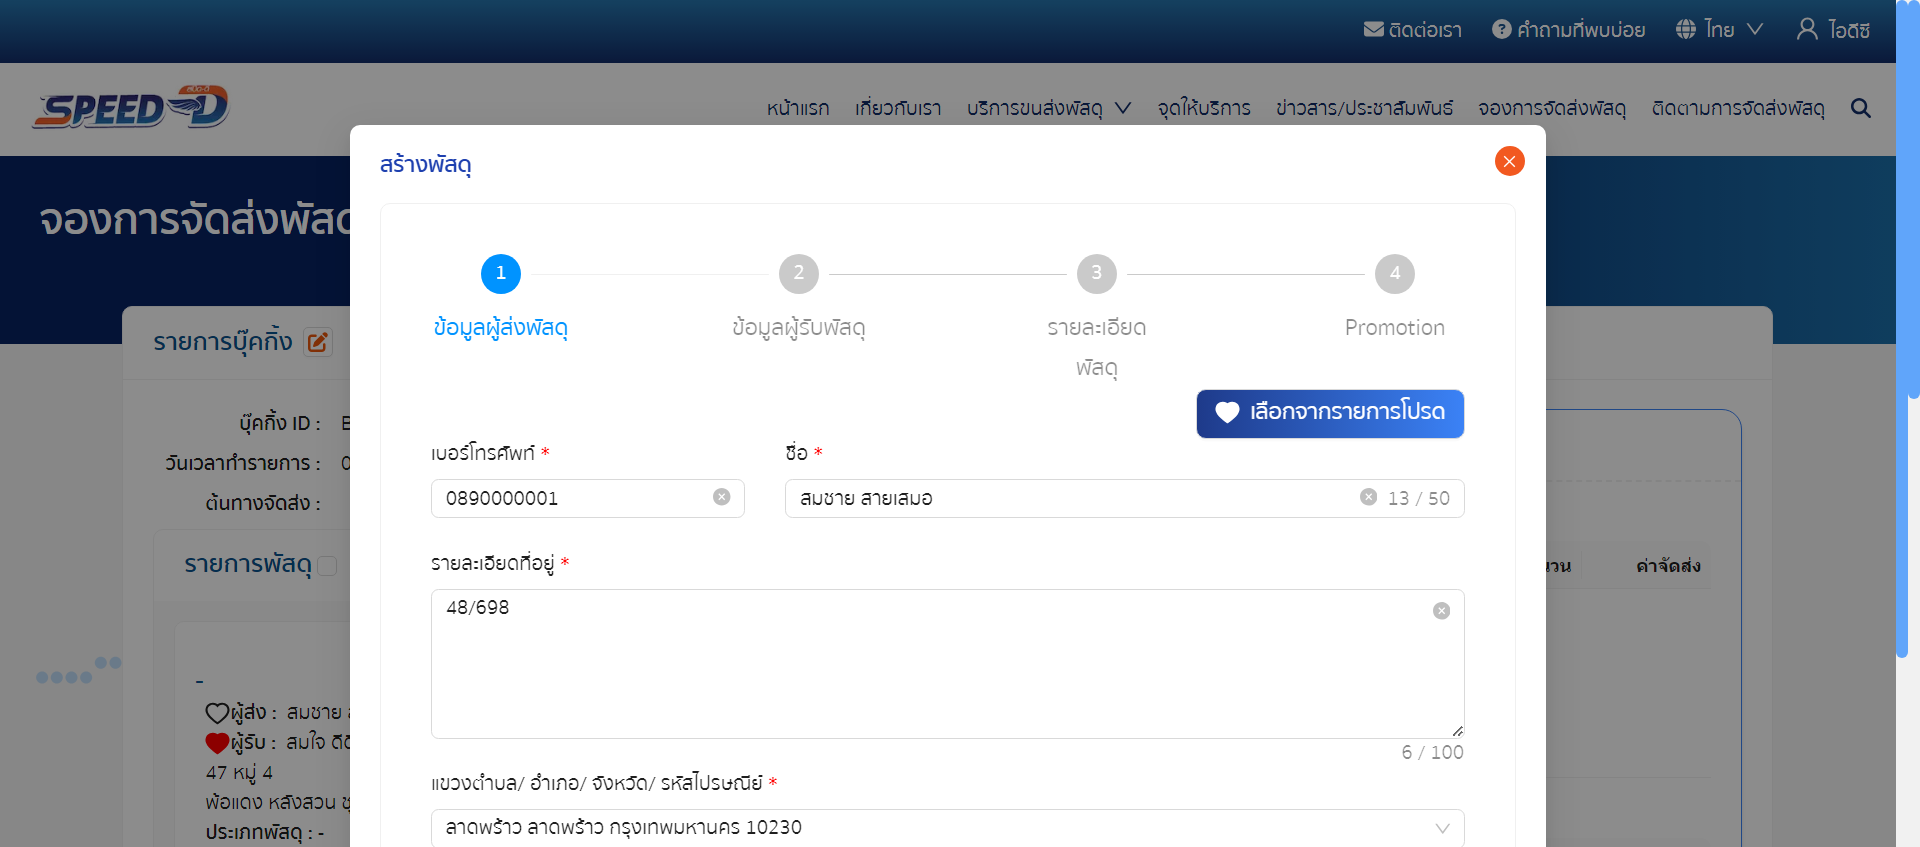 ติดต่อเรา
คำถามที่พบบ่อย
ไทย
ไอดีซี
สปีด-ดี
SPEED-D
หน้าแรก
เกี่ยวกับเรา
บริการขนส่งพัสดุ
จุดให้บริการ
ข่าวสาร/ประชาสัมพันธ์
จองการจัดส่งพัสดุ
ติดตามการจัดส่งพัสดุ
สร้างพัสดุ
จองการจัดส่งพัสดุ
1
2
3
4
ข้อมูลผู้ส่งพัสดุ
ข้อมูลผู้รับพัสดุ
รายละเอียด
พัสดุ
Promotion
รายการบุ๊คกิ้ง
เลือกจากรายการโปรด
บุ๊คกิ้ง ID :
วันเวลาทำรายการ : 0
ต้นทางจัดส่ง :
เบอร์โทรศัพท์ *
ชื่อ *
0890000001
สมชาย สายเสมอ
13 / 50
รายการพัสดุ
รายละเอียดที่อยู่ *
48/698
6 / 100
ค่าจัดส่ง
-
ผู้ส่ง : สมชาย
ผู้รับ : สมใจ
47 หมู่ 4
พ้อแดง หลังสวน
ประเภทพัสดุ : -
แขวงตำบล/ อำเภอ/ จังหวัด/ รหัสไปรษณีย์ *
ลาดพร้าว ลาดพร้าว กรุงเทพมหานคร 10230